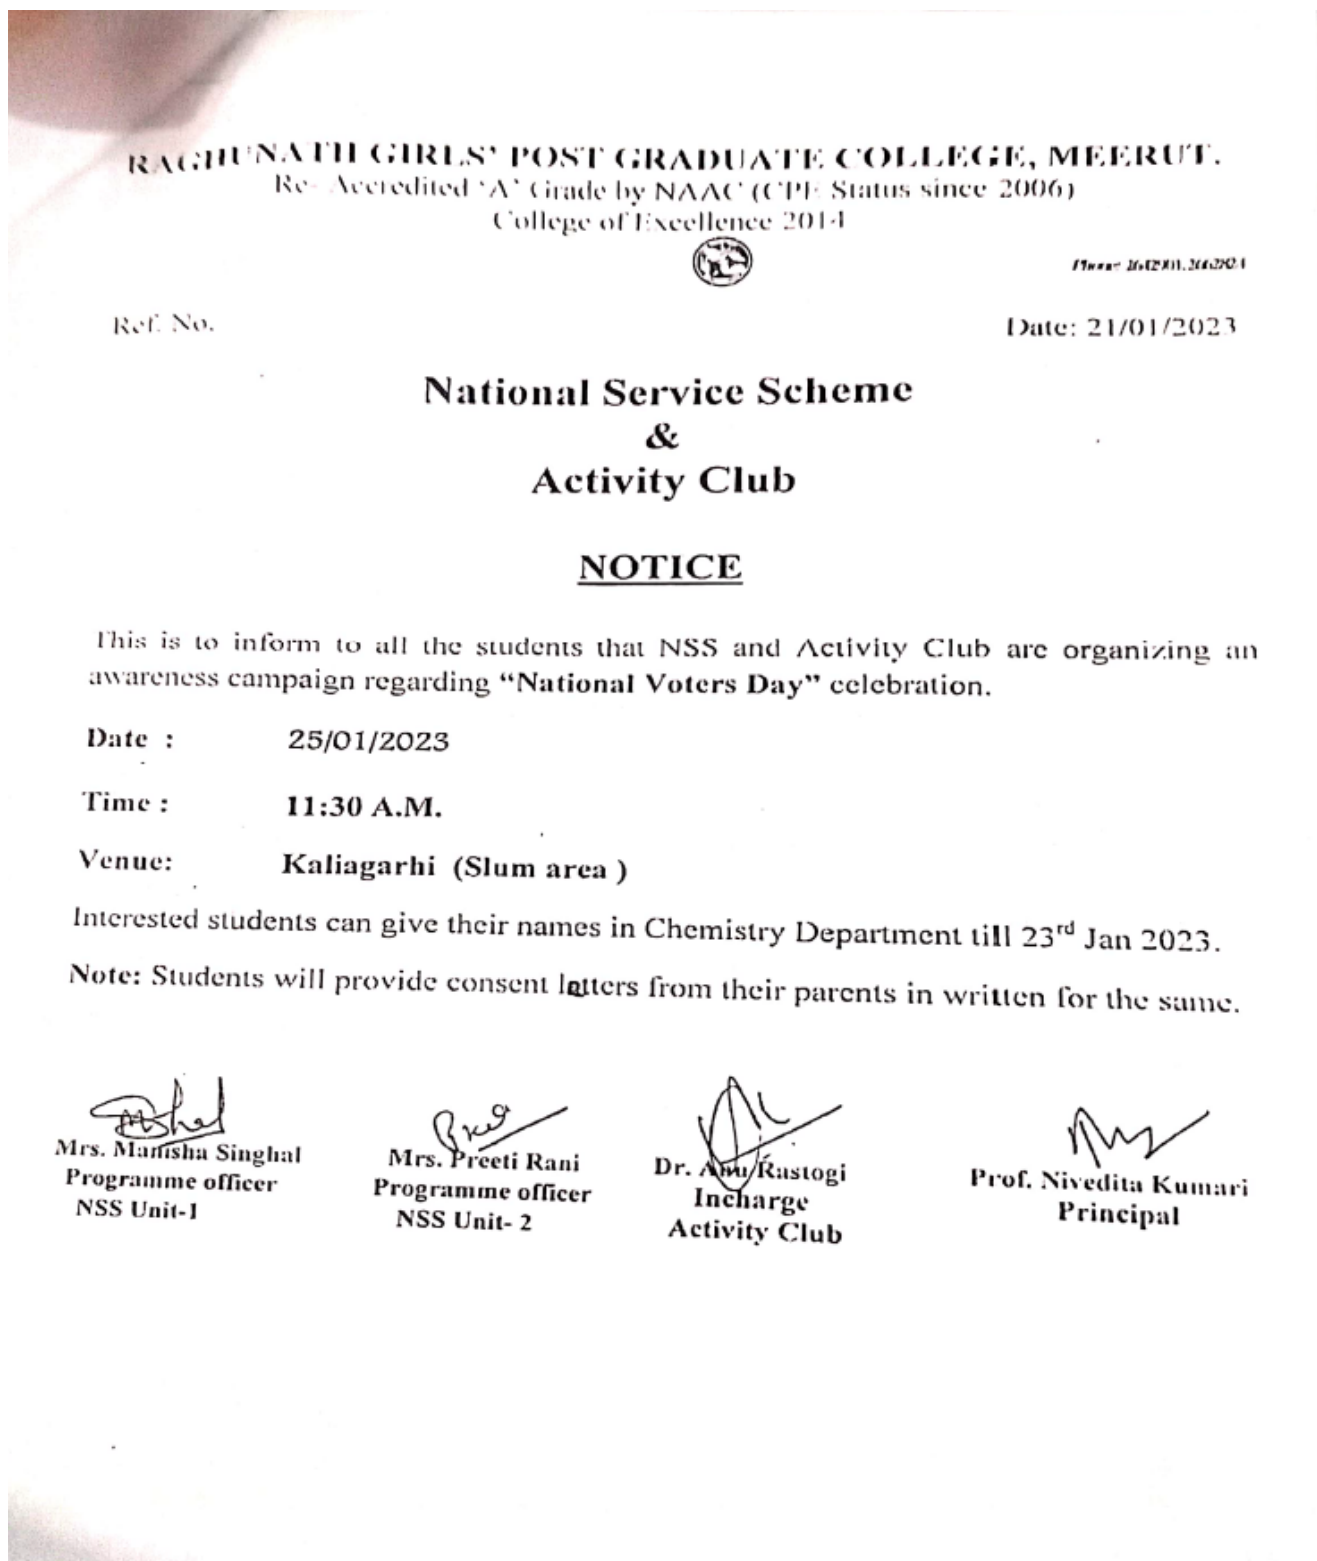 RAGHUNATH GIRLS' POST GRADUATE COLLEGE, MEERUT.
Re- Accredited 'A' Grade by NAAC (CPE Status since 2006)
College of Excellence 2014
Ref. No.
Date: 21/01/2023
National Service Scheme
&
Activity Club
NOTICE
This is to inform to all the students that NSS and Activity Club are organizing an
awareness campaign regarding “National Voters Day” celebration.
Date : 25/01/2023
Time : 11:30 A.M.
Venue: Kaliagarhi (Slum area )
Interested students can give their names in Chemistry Department till 23rd Jan 2023.
Note: Students will provide consent letters from their parents in written for the same.
Mrs. Manisha Singhal
Programme officer
NSS Unit-1
Mrs. Preeti Rani
Programme officer
NSS Unit- 2
Dr. Anu Rastogi
Incharge
Activity Club
Prof. Nivedita Kumari
Principal